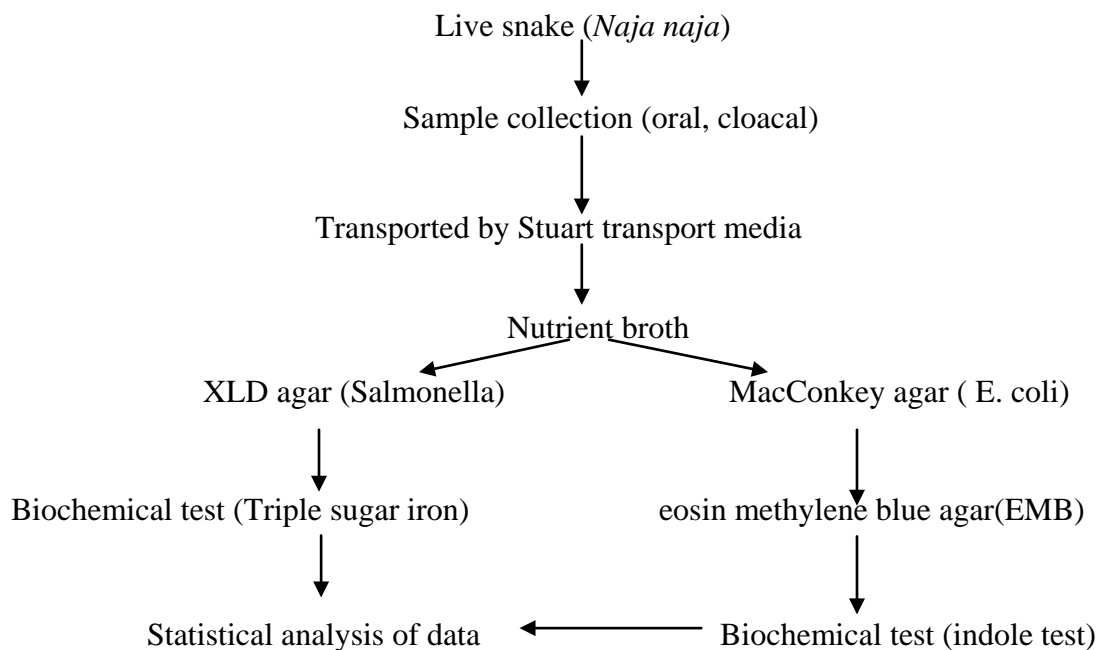 Live snake (Naja naja)
Sample collection (oral, cloacal)
Transported by Stuart transport media
Nutrient broth
XLD agar (Salmonella)
MacConkey agar ( E. coli)
Biochemical test (Triple sugar iron)
eosin methylene blue agar(EMB)
Statistical analysis of data
Biochemical test (indole test)